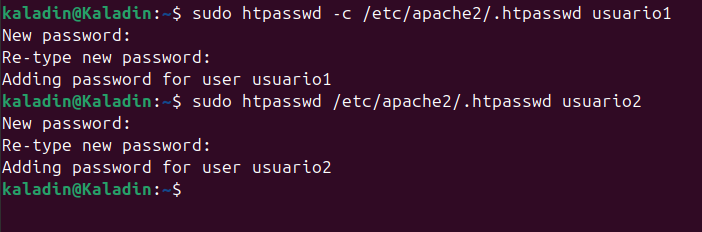 kaladin@Kaladin:~$ sudo htpasswd -c /etc/apache2/.htpasswd usuario1
New password:
Re-type new password:
Adding password for user usuario1
kaladin@Kaladin:~$ sudo htpasswd /etc/apache2/.htpasswd usuario2
New password:
Re-type new password:
Adding password for user usuario2
kaladin@Kaladin:~$